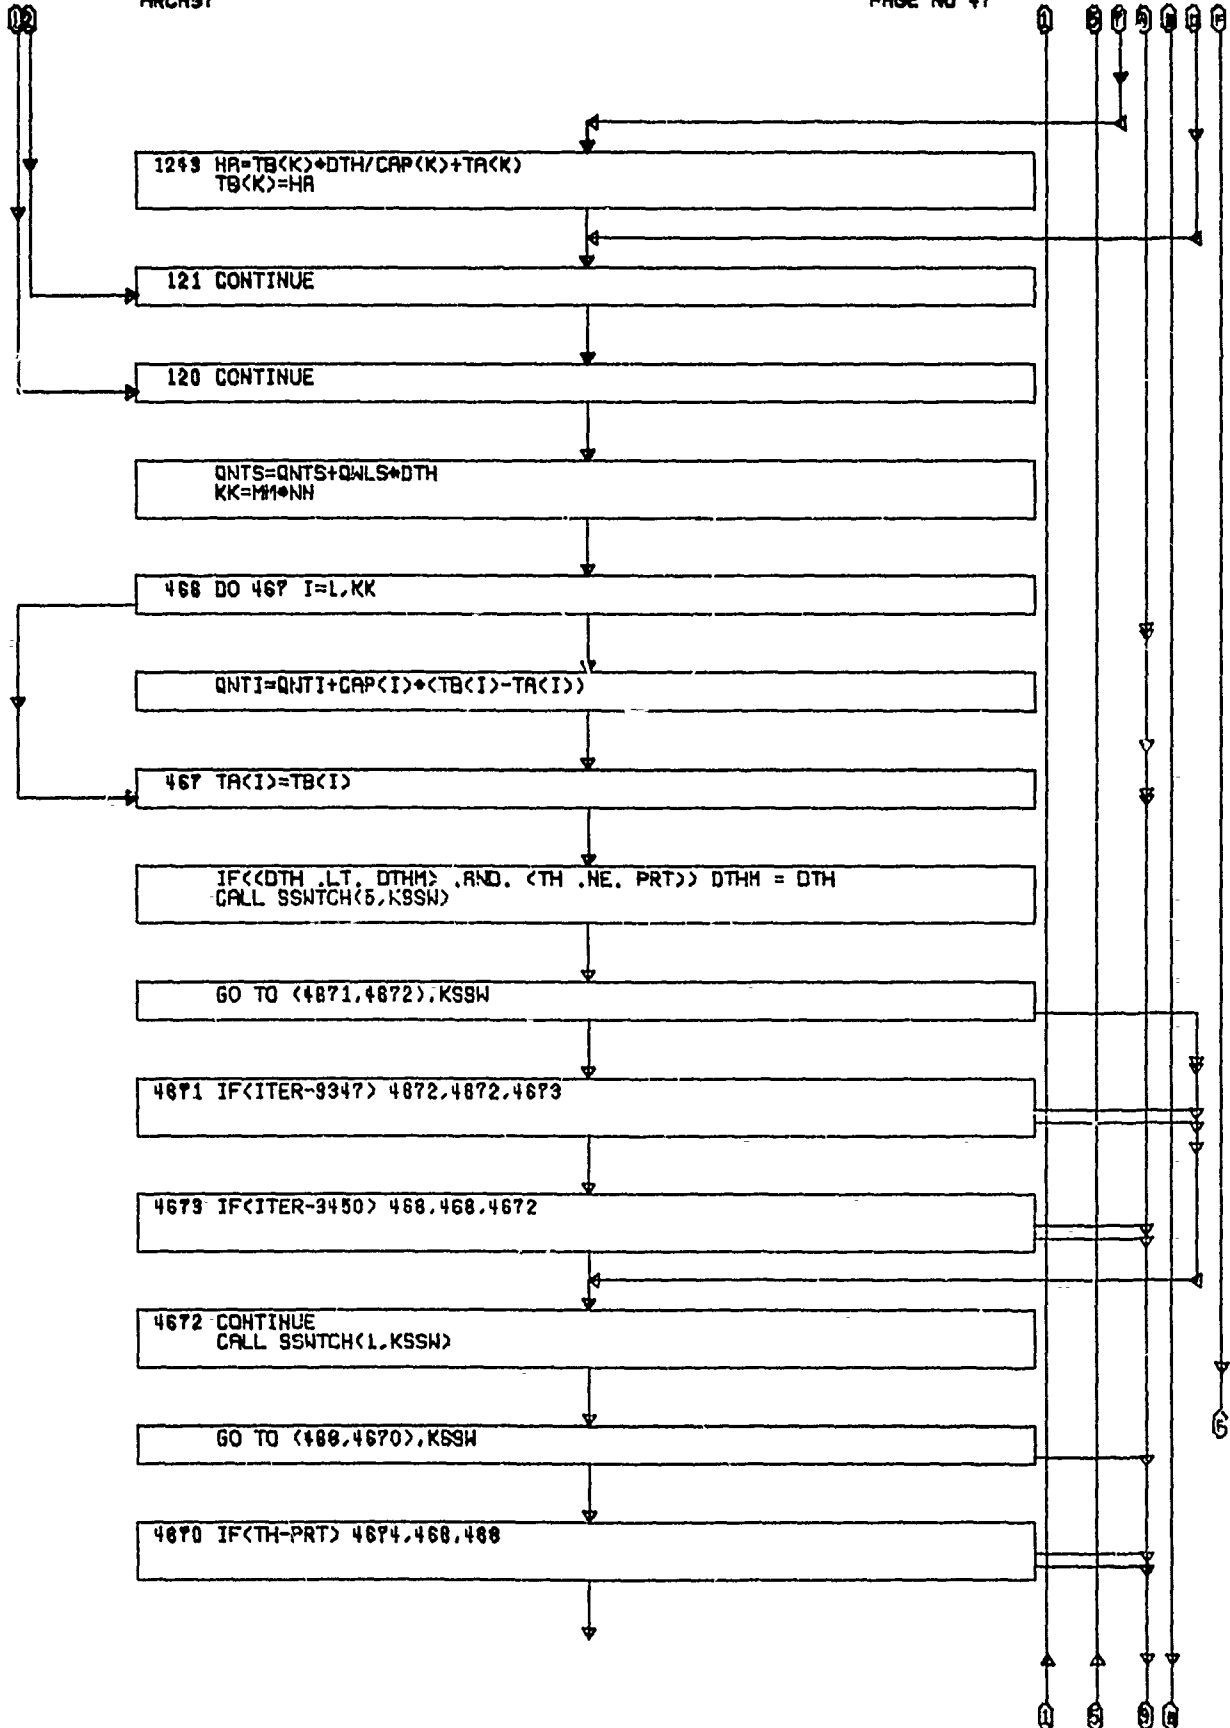 PAGE NO 47
1243 HA=TB(K)*DTH/CAP(K)+TA(K)
TB(K)=HA
121 CONTINUE
120 CONTINUE
QNTS=QNTS+QWLS*DTH
KK=MM*NN
466 DO 467 I=1,KK
QNTI=QNTI+CAP(I)*(TB(I)-TA(I))
467 TA(I)=TB(I)
IF((DTH .LT. DTHM) .AND. (TH .NE. PRT)) DTHM = DTH
CALL SSWTCH(5,KSSW)
GO TO (4671,4672),KSSW
4671 IF(ITER-3347) 4672,4672,4673
4673 IF(ITER-3450) 468,468,4672
4672 CONTINUE
CALL SSWTCH(1,KSSW)
GO TO (468,4670),KSSW
4670 IF(TH-PRT) 4674,468,468